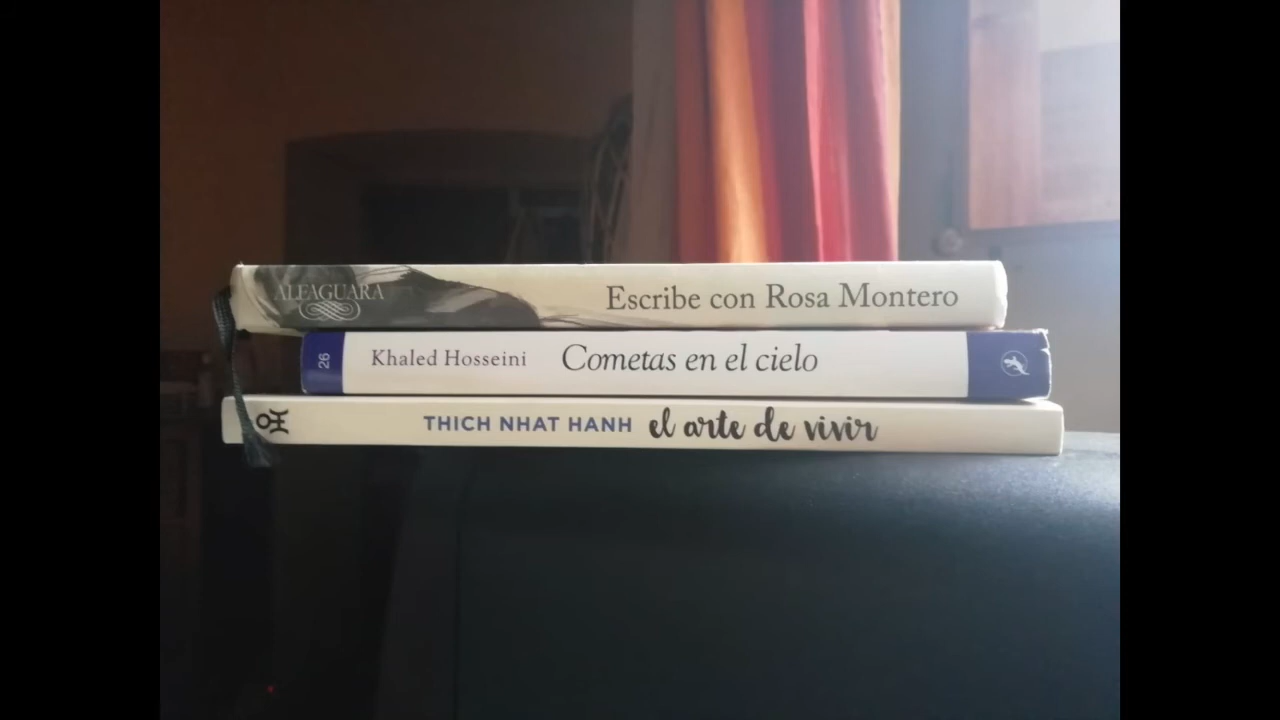 ALFAGUARA
Escribe con Rosa Montero
26
Khaled Hosseini Cometas en el cielo
THICH NHAT HANH el arte de vivir